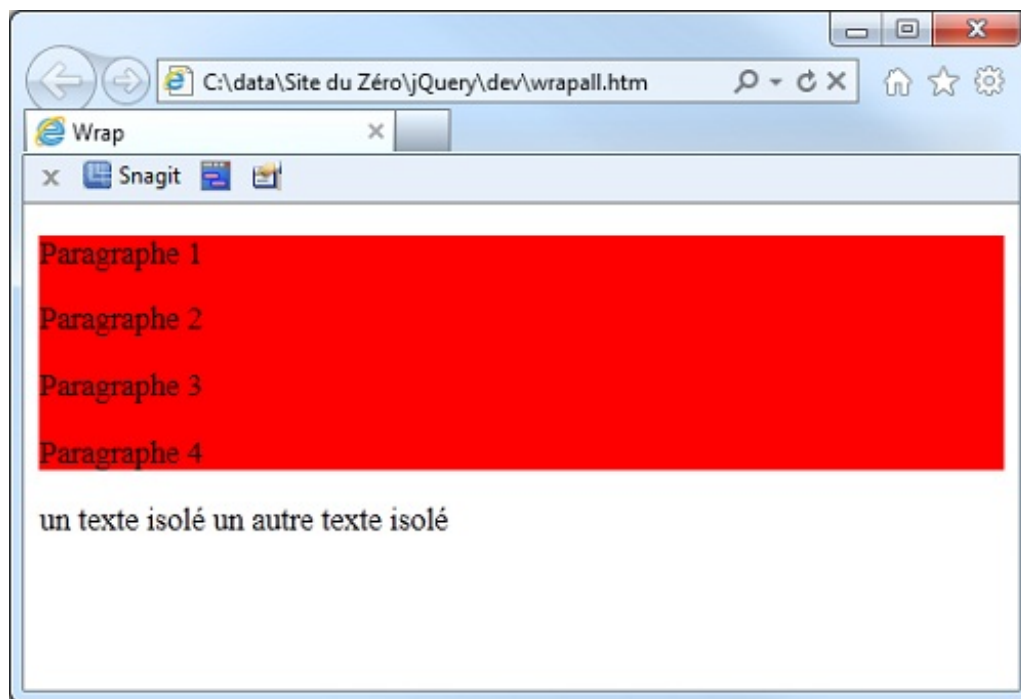 C:\data\Site du Zéro\jQuery\dev\wrapall.htm
Wrap
Snagit
Paragraphe 1
Paragraphe 2
Paragraphe 3
Paragraphe 4
un texte isolé un autre texte isolé